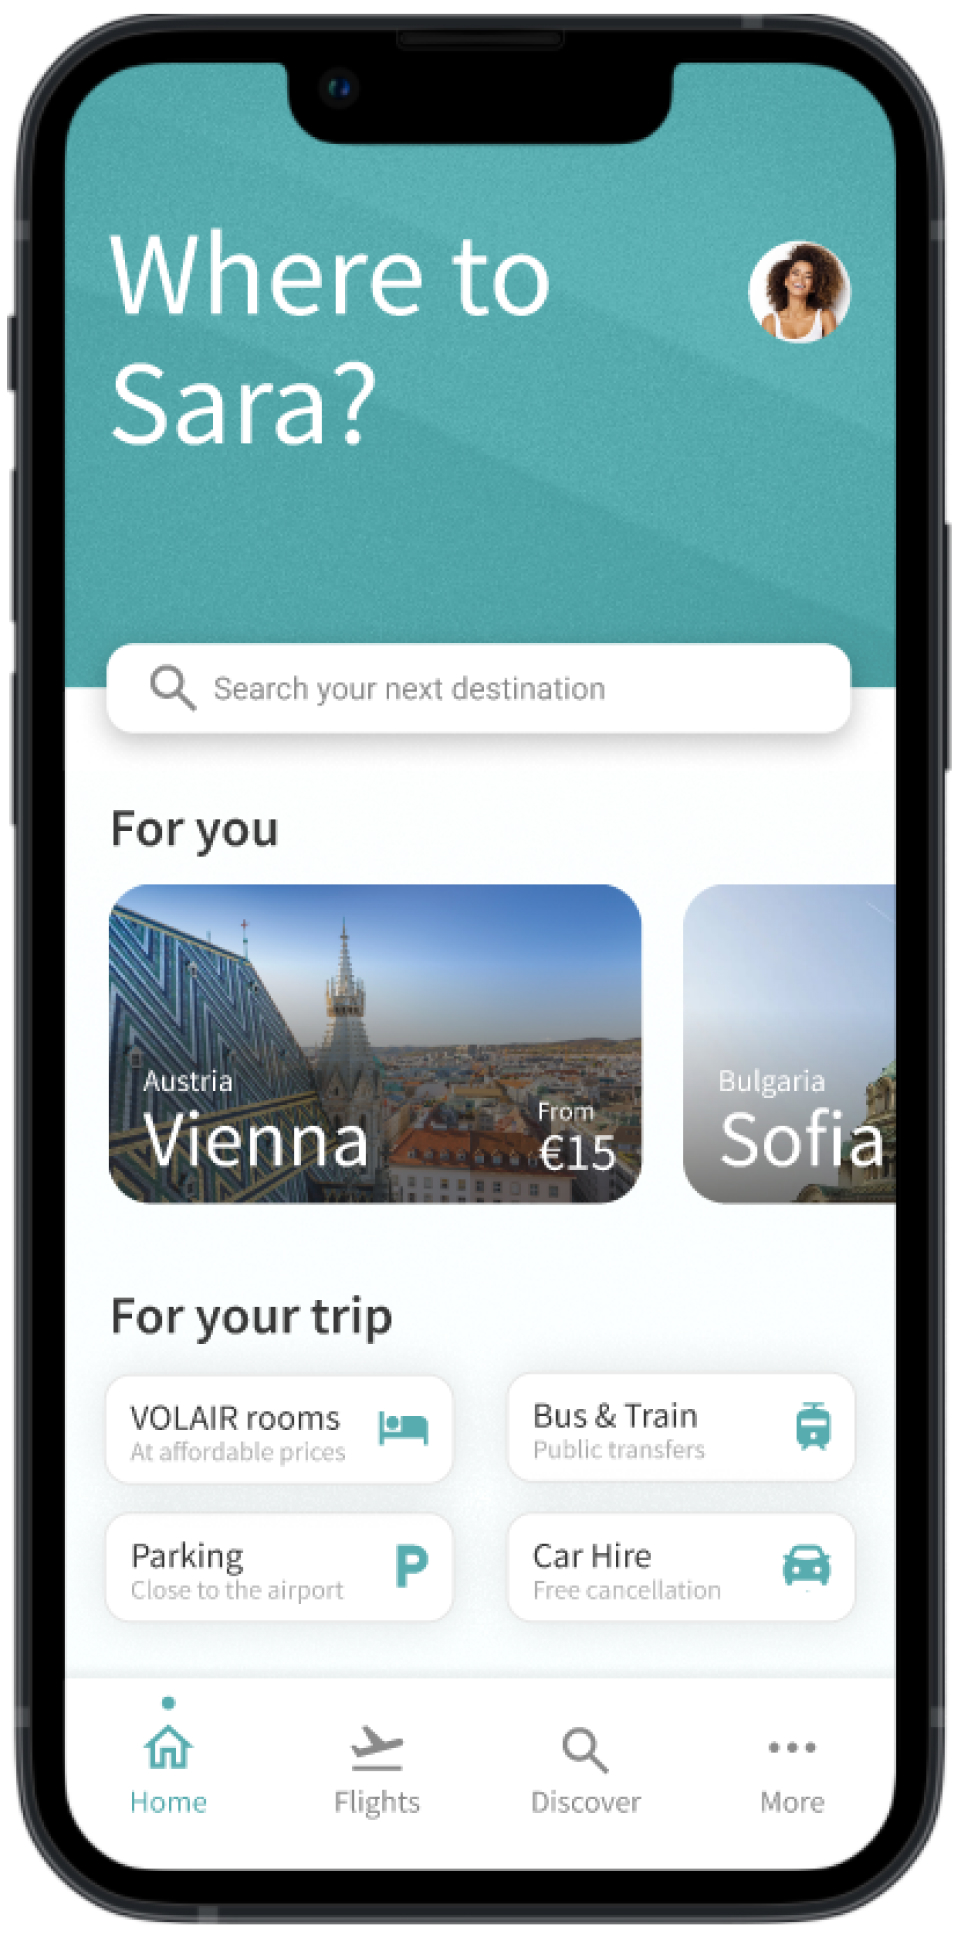 Where to
Sara?
Search your next destination
For you
Austria
Vienna
From
€15
Bulgaria
Sofia
For your trip
VOLAIR rooms
At affordable prices
Bus & Train
Public transfers
Parking
Close to the airport
P
Car Hire
Free cancellation
Home
Flights
Discover
More